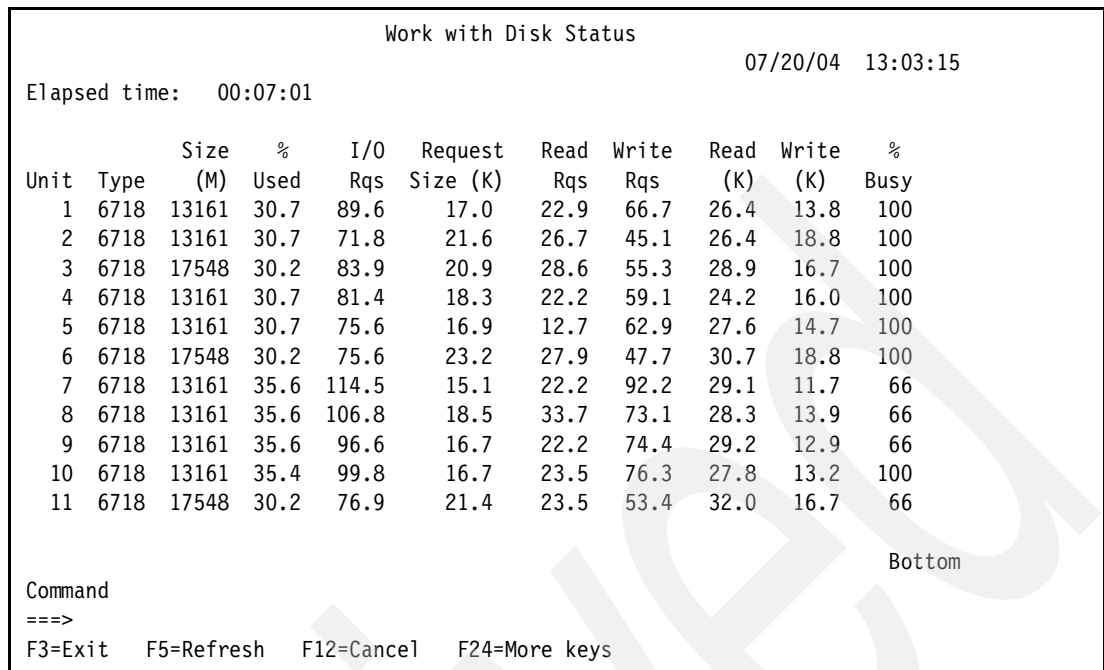 Work with Disk Status
07/20/04 13:03:15
Elapsed time: 00:07:01
Size % I/O Request Read Write Read Write %
Unit Type (M) Used Rqs Size (K) Rqs Rqs (K) (K) Busy
1 6718 13161 30.7 89.6 17.0 22.9 66.7 26.4 13.8 100
2 6718 13161 30.7 71.8 21.6 26.7 45.1 26.4 18.8 100
3 6718 17548 30.2 83.9 20.9 28.6 55.3 28.9 16.7 100
4 6718 13161 30.7 81.4 18.3 22.2 59.1 24.2 16.0 100
5 6718 13161 30.7 75.6 16.9 12.7 62.9 27.6 14.7 100
6 6718 17548 30.2 75.6 23.2 27.9 47.7 30.7 18.8 100
7 6718 13161 35.6 114.5 15.1 22.2 92.2 29.1 11.7 66
8 6718 13161 35.6 106.8 18.5 33.7 73.1 28.3 13.9 66
9 6718 13161 35.6 96.6 16.7 22.2 74.4 29.2 12.9 66
10 6718 13161 35.4 99.8 16.7 23.5 76.3 27.8 13.2 100
11 6718 17548 30.2 76.9 21.4 23.5 53.4 32.0 16.7 66
Bottom
Command
===>
F3=Exit F5=Refresh F12=Cancel F24=More keys